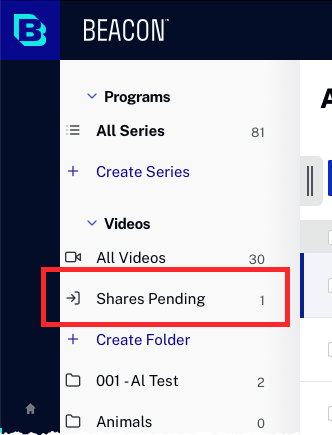 B BEACON™
Programs
All Series 81
+ Create Series
Videos
All Videos 30
Shares Pending 1
+ Create Folder
001 - Al Test 2
Animals 0
A